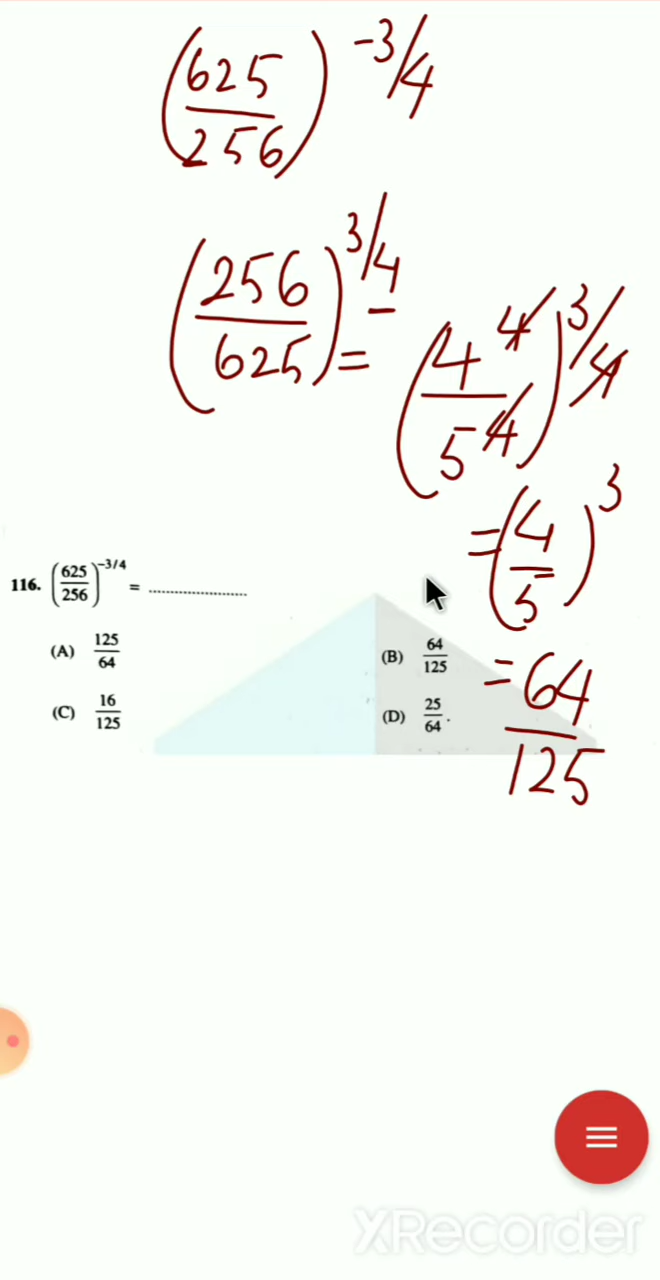 (625/256)^-3/4
(256/625)^3/4 = (4^4/5^4)^3/4
= (4/5)^3
= 64/125
116. (625/256)^-3/4 = ........................
(A) 125/64 (B) 64/125
(C) 16/125 (D) 25/64.
XRecorder